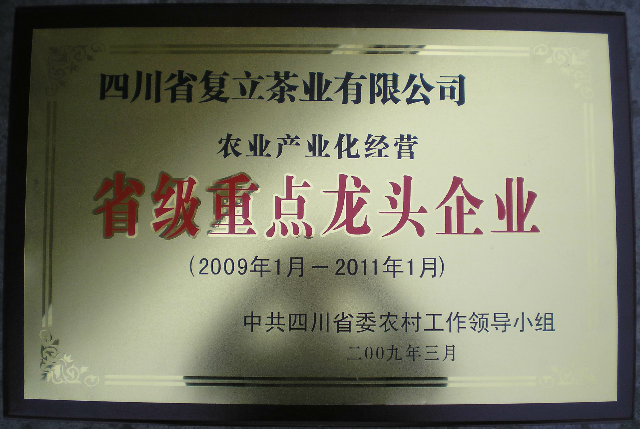 四川省复立茶业有限公司
农业产业化经营
省级重点龙头企业
(2009年1月－2011年1月)
中共四川省委农村工作领导小组
二00九年三月